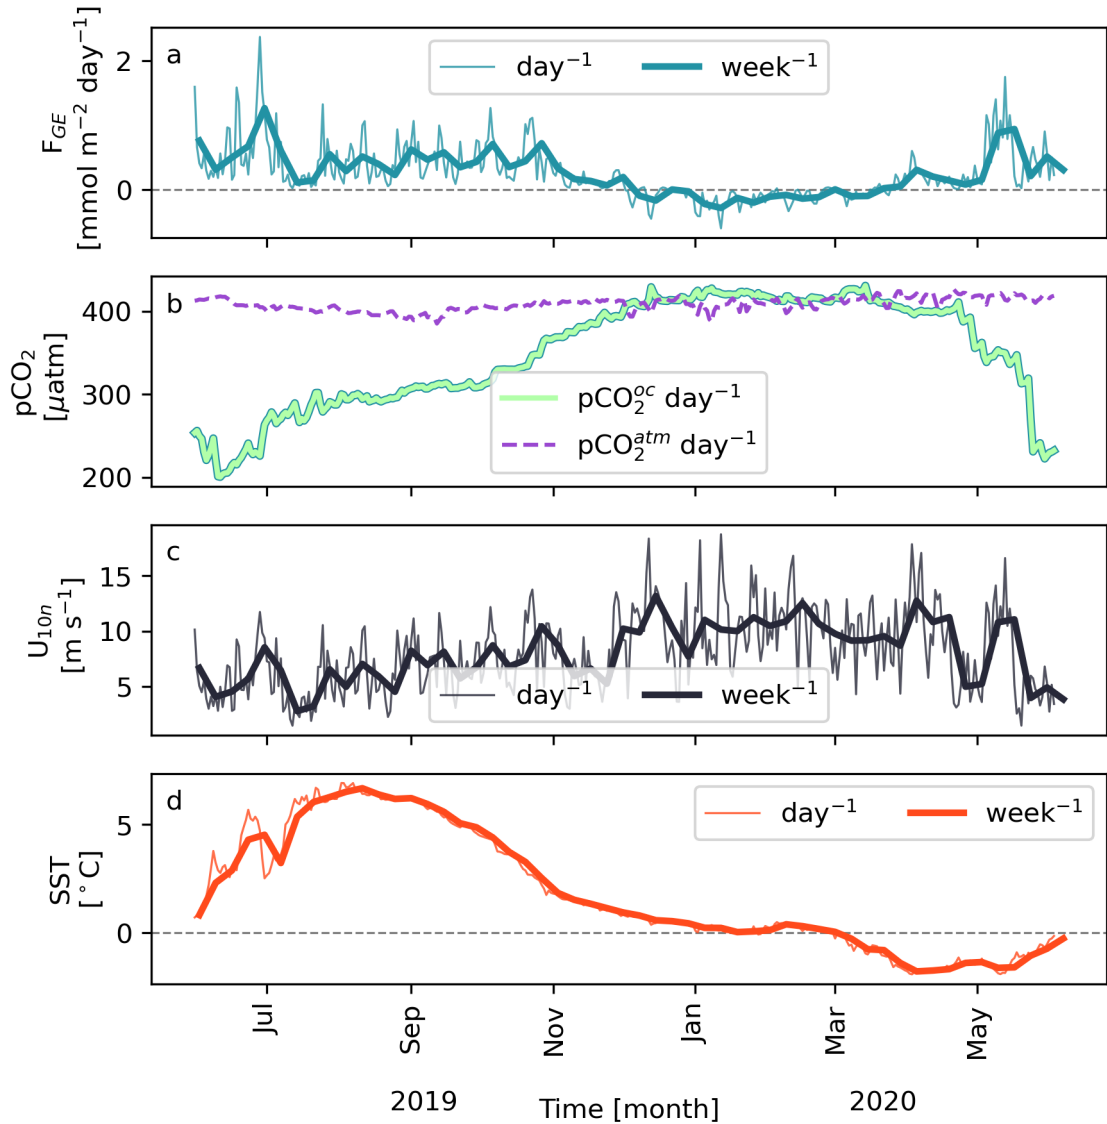 a
F_GE
[mmol m⁻² day⁻¹]
2
0
day⁻¹ week⁻¹
b
pCO₂
[μatm]
400
300
200
pCO₂^oc day⁻¹
pCO₂^atm day⁻¹
c
U₁₀ₙ
[m s⁻¹]
15
10
5
day⁻¹ week⁻¹
d
SST
[°C]
5
0
day⁻¹ week⁻¹
Jul Sep Nov Jan Mar May
2019 Time [month] 2020